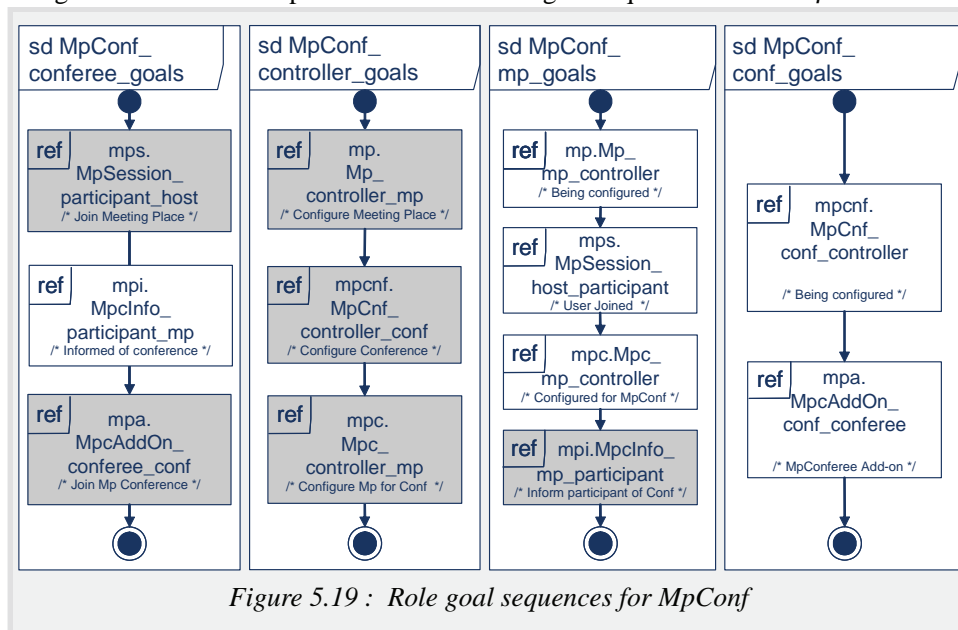 sd MpConf_
conferee_goals
ref
mps.
MpSession_
participant_host
/* Join Meeting Place */
ref
mpi.
MpcInfo_
participant_mp
/* Informed of conference */
ref
mpa.
MpcAddOn_
conferee_conf
/* Join Mp Conference */
sd MpConf_
controller_goals
ref
mp.
Mp_
controller_mp
/* Configure Meeting Place */
ref
mpcnf.
MpCnf_
controller_conf
/* Configure Conference */
ref
mpc.
Mpc_
controller_mp
/* Configure Mp for Conf */
sd MpConf_
mp_goals
ref
mp.Mp_
mp_controller
/* Being configured */
ref
mps.
MpSession_
host_participant
/* User Joined */
ref
mpc.Mpc_
mp_controller
/* Configured for MpConf */
ref
mpi.MpcInfo_
mp_participant
/* Inform participant of Conf */
sd MpConf_
conf_goals
ref
mpcnf.
MpCnf_
conf_controller
/* Being configured */
ref
mpa.
MpcAddOn_
conf_conferee
/* MpConferee Add-on */
Figure 5.19 : Role goal sequences for MpConf